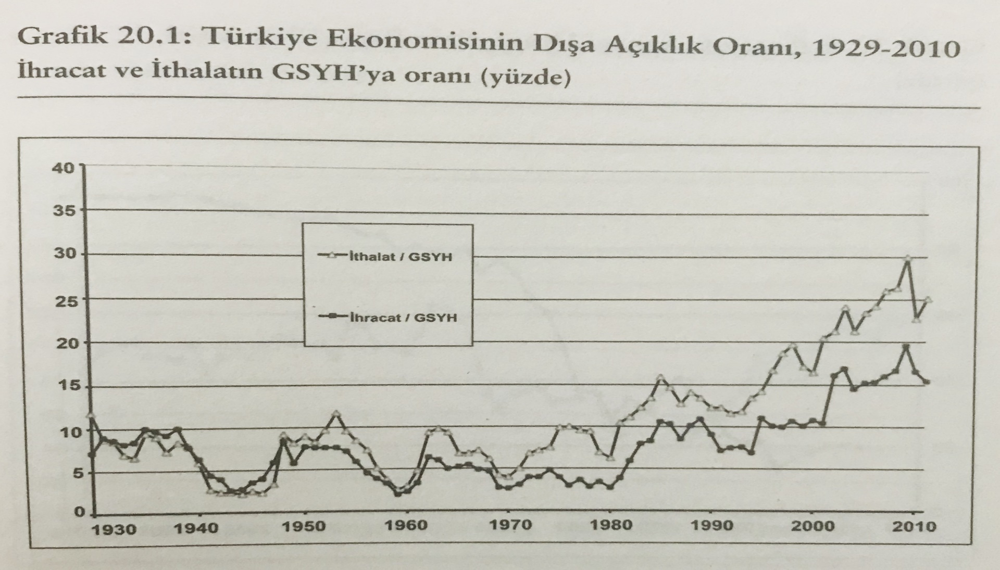 Grafik 20.1: Türkiye Ekonomisinin Dışa Açıklık Oranı, 1929-2010
İhracat ve İthalatın GSYH'ya oranı (yüzde)
40
35
30
25
20
15
10
5
0
İthalat / GSYH
İhracat / GSYH
1930 1940 1950 1960 1970 1980 1990 2000 2010